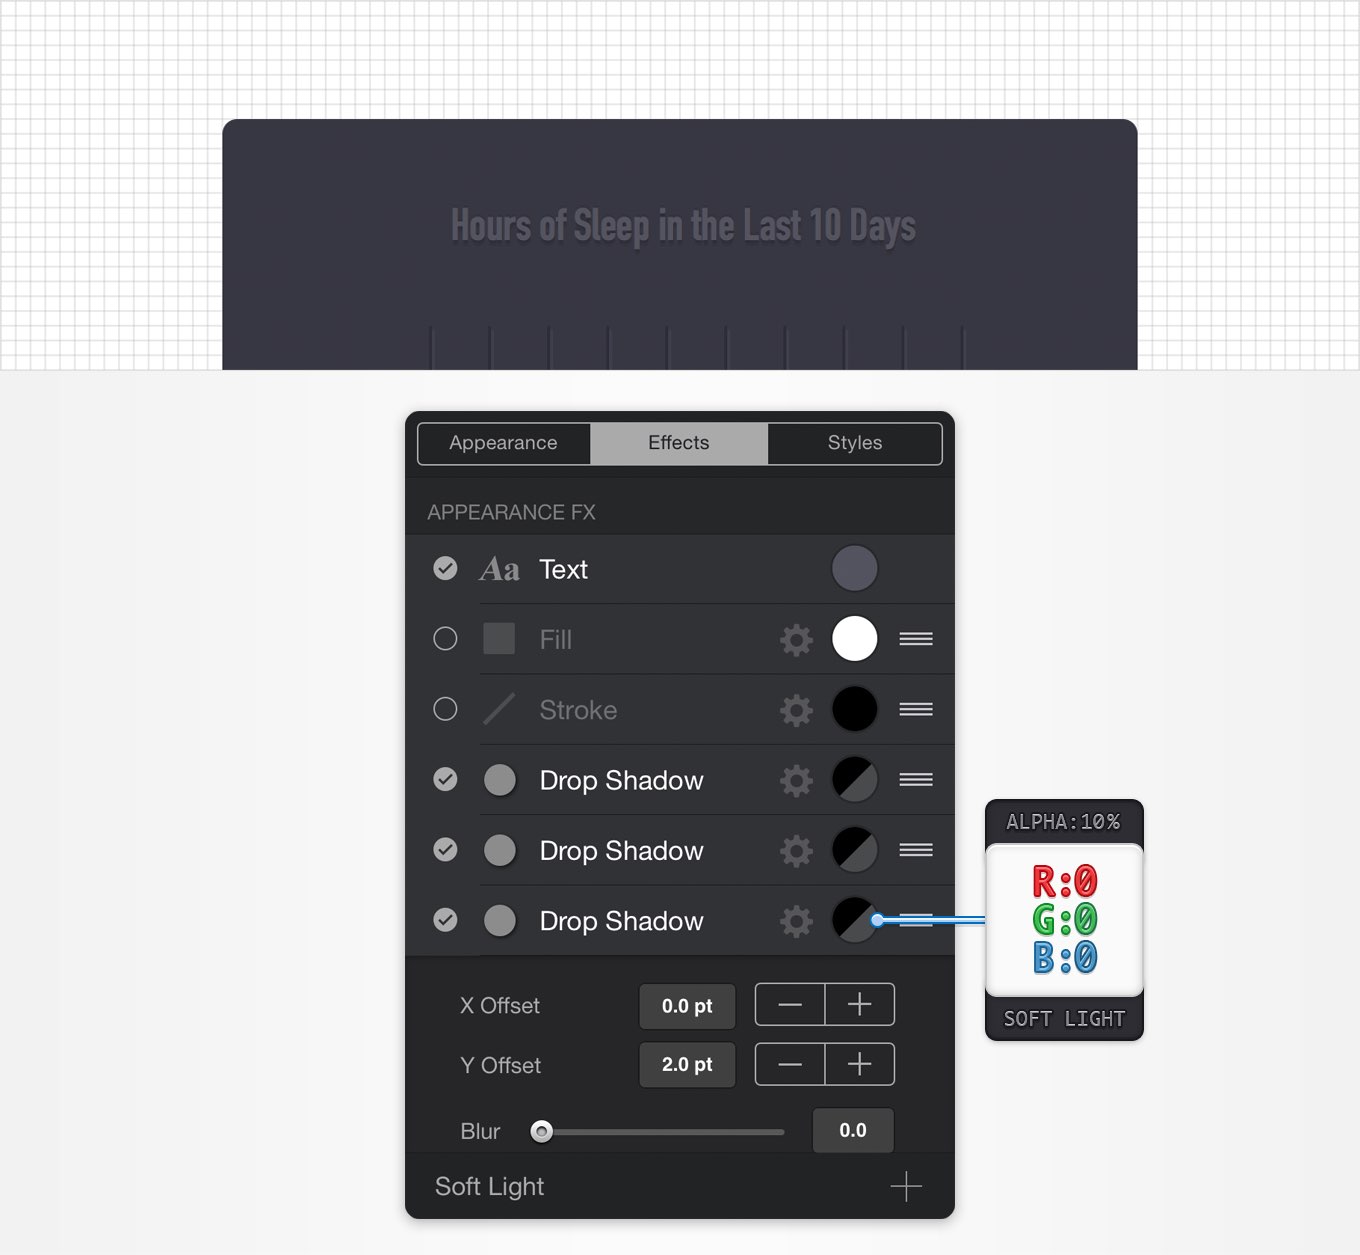 Hours of Sleep in the Last 10 Days
Appearance Effects Styles
APPEARANCE FX
Aa Text
Fill
Stroke
Drop Shadow
Drop Shadow
Drop Shadow
X Offset 0.0 pt
Y Offset 2.0 pt
Blur 0.0
Soft Light
ALPHA:10%
R:0
G:0
B:0
SOFT LIGHT